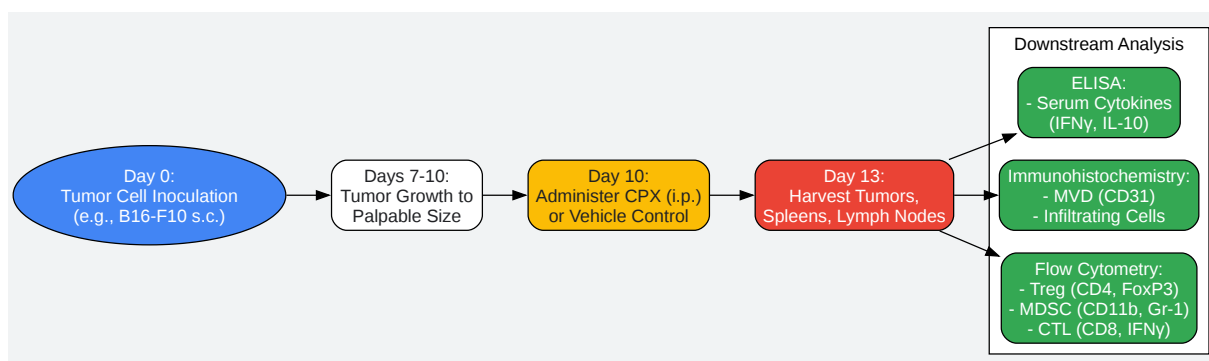 Day 0:
Tumor Cell Inoculation
(e.g., B16-F10 s.c.)
Days 7-10:
Tumor Growth to
Palpable Size
Day 10:
Administer CPX (i.p.)
or Vehicle Control
Day 13:
Harvest Tumors,
Spleens, Lymph Nodes
Downstream Analysis
ELISA:
- Serum Cytokines
(IFNγ, IL-10)
Immunohistochemistry:
- MVD (CD31)
- Infiltrating Cells
Flow Cytometry:
- Treg (CD4, FoxP3)
- MDSC (CD11b, Gr-1)
- CTL (CD8, IFNγ)